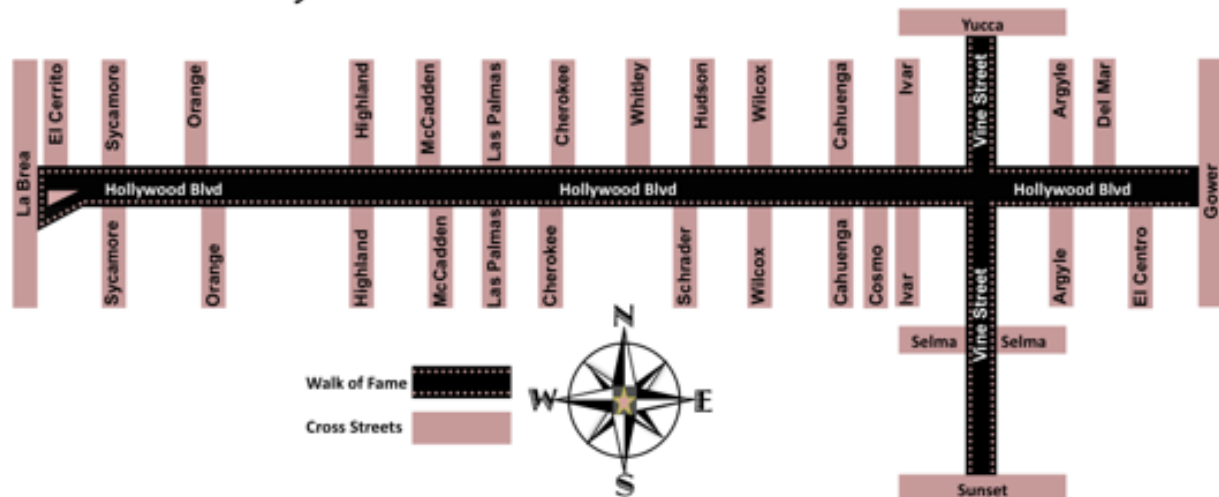 Yucca
La Brea
El Cerrito
Sycamore
Orange
Highland
McCadden
Las Palmas
Cherokee
Whitley
Hudson
Wilcox
Cahuenga
Ivar
Vine Street
Argyle
Del Mar
Gower
Hollywood Blvd
Hollywood Blvd
Hollywood Blvd
Sycamore
Orange
Highland
McCadden
Las Palmas
Cherokee
Schrader
Wilcox
Cahuenga
Cosmo
Ivar
Vine Street
Argyle
El Centro
Selma
Selma
Walk of Fame
Cross Streets
N
W
E
S
Sunset